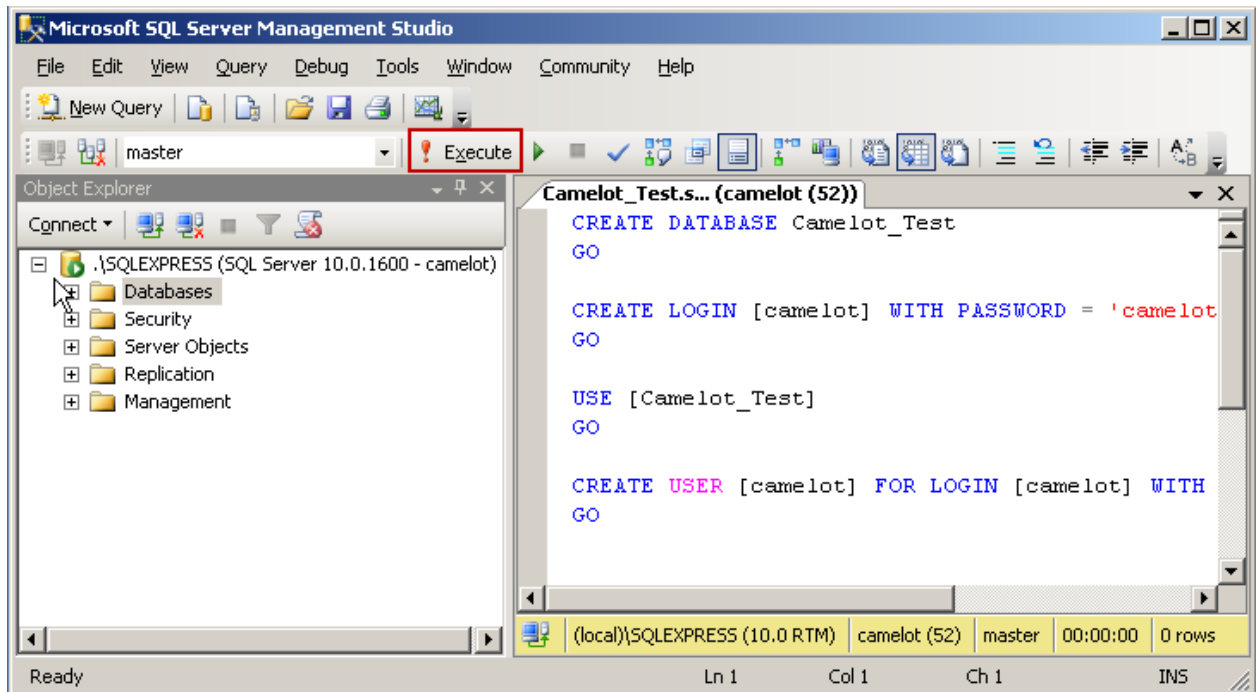 Microsoft SQL Server Management Studio
File Edit View Query Debug Tools Window Community Help
New Query
master Execute
Object Explorer
Connect
.\SQLEXPRESS (SQL Server 10.0.1600 - camelot)
Databases
Security
Server Objects
Replication
Management
Camelot_Test.s... (camelot (52))
CREATE DATABASE Camelot_Test
GO
CREATE LOGIN [camelot] WITH PASSWORD = 'camelot
GO
USE [Camelot_Test]
GO
CREATE USER [camelot] FOR LOGIN [camelot] WITH
GO
(local)\SQLEXPRESS (10.0 RTM) camelot (52) master 00:00:00 0 rows
Ready Ln 1 Col 1 Ch 1 INS